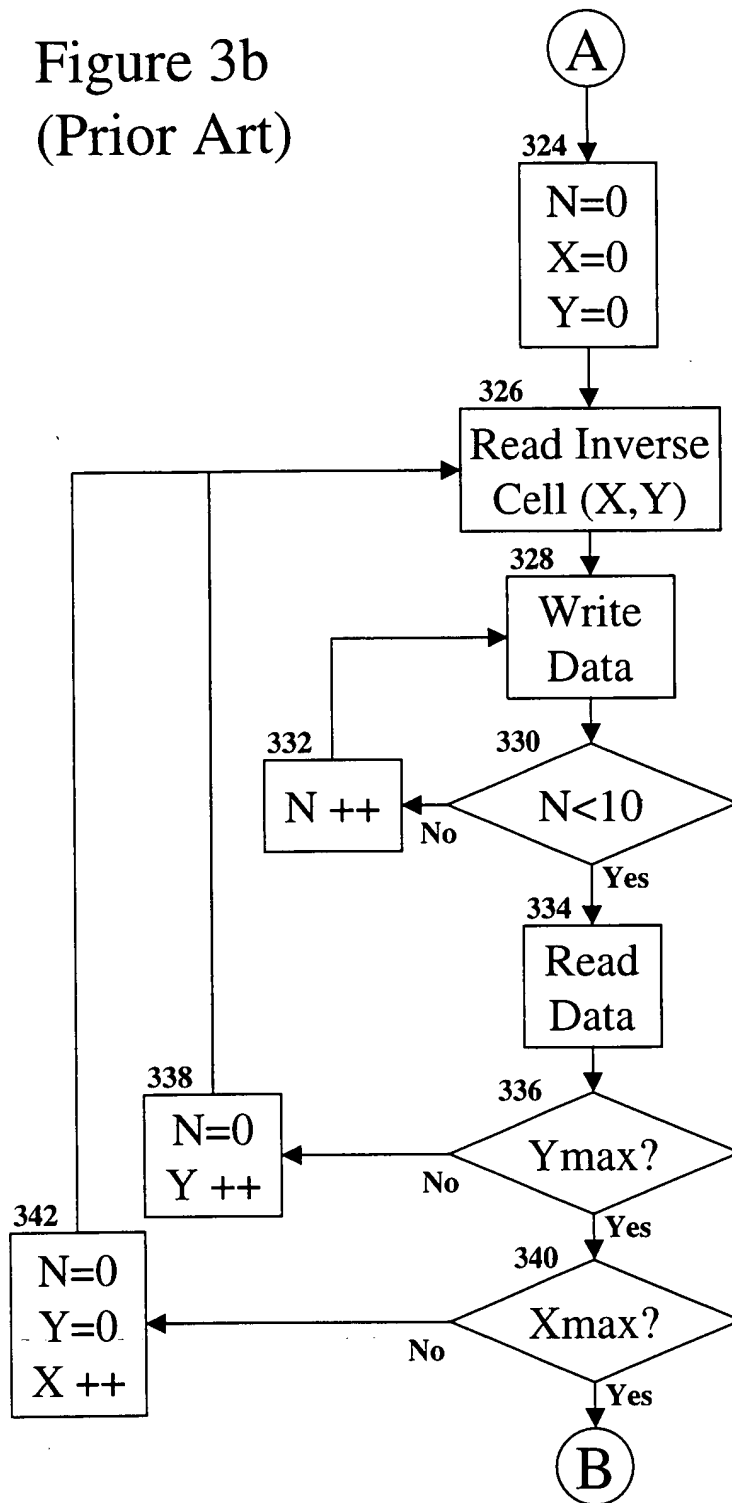 Figure 3b
(Prior Art)
A
324
N=0
X=0
Y=0
326
Read Inverse
Cell (X,Y)
328
Write
Data
332
N ++
330
N<10
No
Yes
334
Read
Data
338
N=0
Y ++
336
Ymax?
No
Yes
342
N=0
Y=0
X ++
340
Xmax?
No
Yes
B